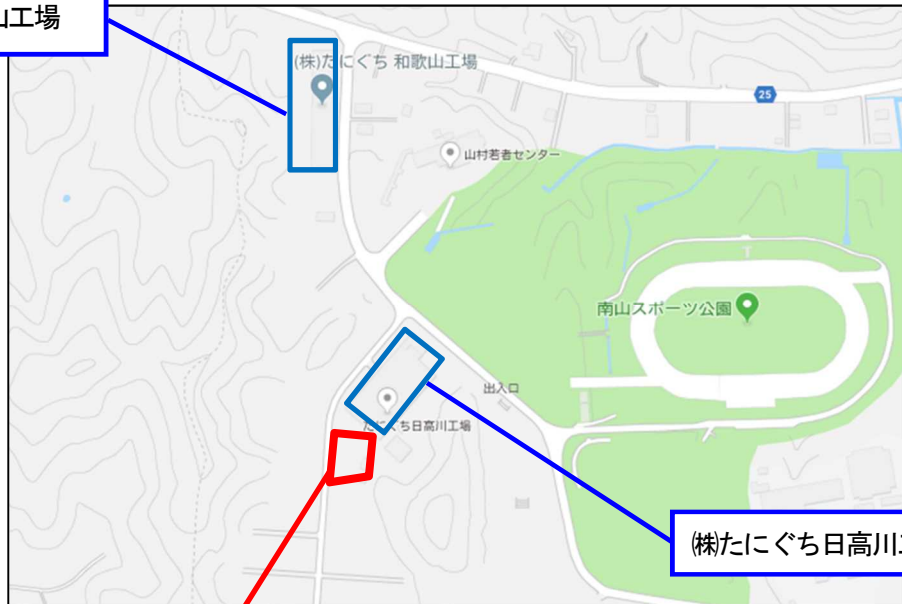 山工場
(株)たにぐち 和歌山工場
25
山村若者センター
南山スポーツ公園
出入口
たにぐち日高川工場
㈱たにぐち日高川